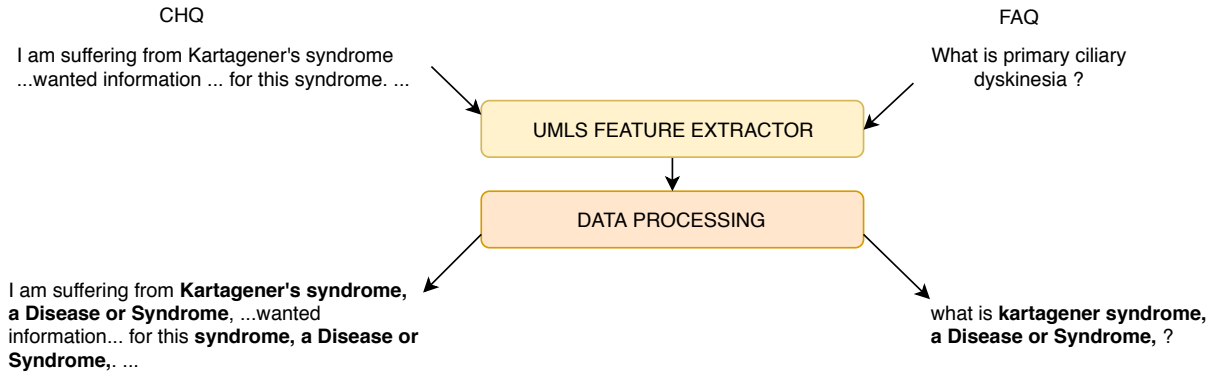 CHQ
I am suffering from Kartagener's syndrome
...wanted information ... for this syndrome. ...
FAQ
What is primary ciliary
dyskinesia ?
UMLS FEATURE EXTRACTOR
DATA PROCESSING
I am suffering from Kartagener's syndrome,
a Disease or Syndrome, ...wanted
information... for this syndrome, a Disease or
Syndrome,. ...
what is kartagener syndrome,
a Disease or Syndrome, ?